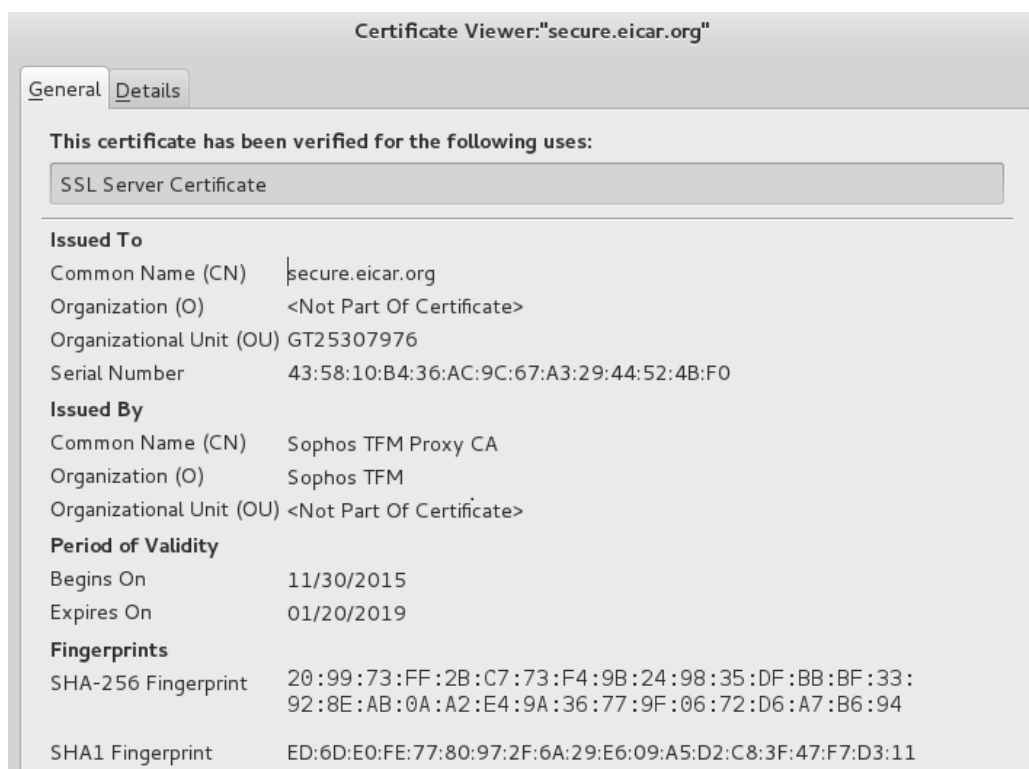 Certificate Viewer:"secure.eicar.org"
General Details
This certificate has been verified for the following uses:
SSL Server Certificate
Issued To
Common Name (CN) secure.eicar.org
Organization (O) <Not Part Of Certificate>
Organizational Unit (OU) GT25307976
Serial Number 43:58:10:B4:36:AC:9C:67:A3:29:44:52:4B:F0
Issued By
Common Name (CN) Sophos TFM Proxy CA
Organization (O) Sophos TFM
Organizational Unit (OU) <Not Part Of Certificate>
Period of Validity
Begins On 11/30/2015
Expires On 01/20/2019
Fingerprints
SHA-256 Fingerprint 20:99:73:FF:2B:C7:73:F4:9B:24:98:35:DF:BB:BF:33:
92:8E:AB:0A:A2:E4:9A:36:77:9F:06:72:D6:A7:B6:94
SHA1 Fingerprint ED:6D:E0:FE:77:80:97:2F:6A:29:E6:09:A5:D2:C8:3F:47:F7:D3:11